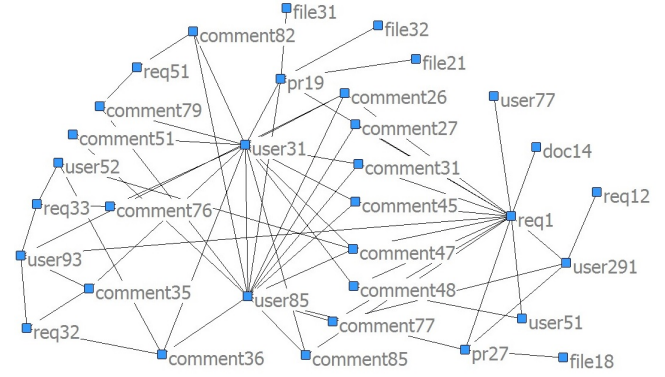 file31
comment82
file32
file21
req51
pr19
comment26
user77
comment79
comment27
comment51
user31
doc14
user52
comment31
req12
req33
comment76
comment45
req1
user93
comment47
user291
comment35
user85
comment48
req32
comment77
user51
comment36
comment85
pr27
file18